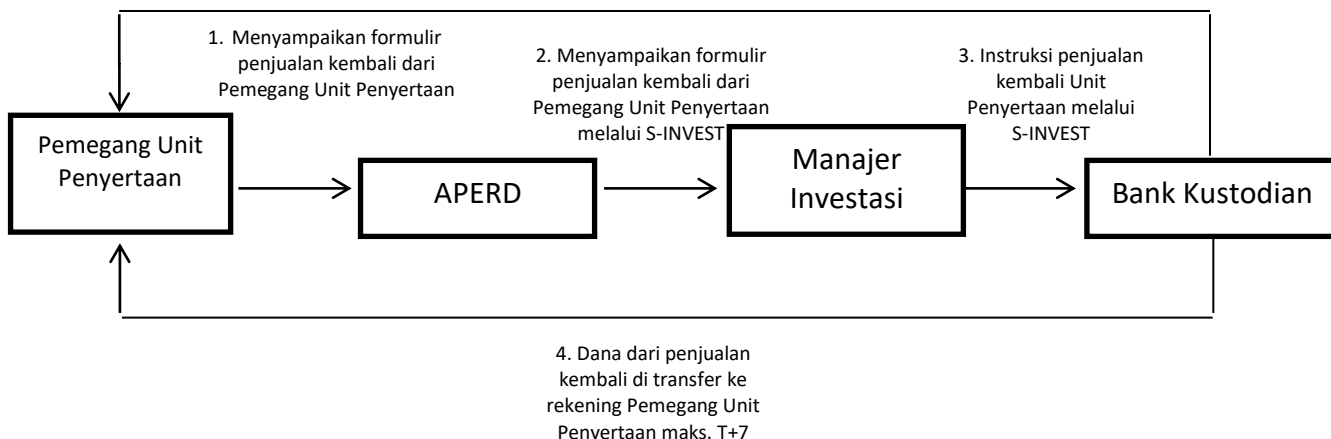 1. Menyampaikan formulir
penjualan kembali dari
Pemegang Unit Penyertaan
2. Menyampaikan formulir
penjualan kembali dari
Pemegang Unit Penyertaan
melalui S-INVEST
3. Instruksi penjualan
kembali Unit
Penyertaan melalui
S-INVEST
Pemegang Unit
Penyertaan
APERD
Manajer
Investasi
Bank Kustodian
4. Dana dari penjualan
kembali di transfer ke
rekening Pemegang Unit
Penyertaan maks. T+7